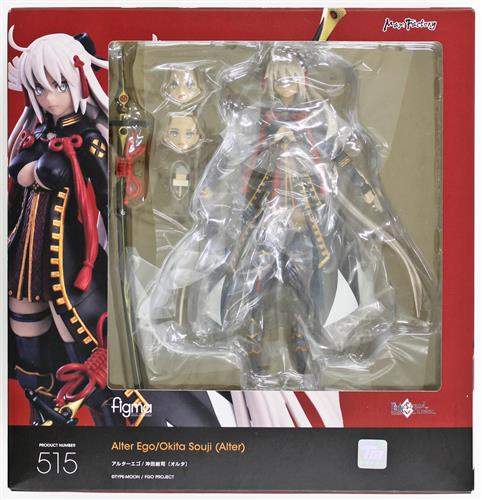 Max Factory
figma
PRODUCT NUMBER
515
Alter Ego/Okita Souji (Alter)
アルターエゴ/沖田総司〔オルタ〕
©TYPE-MOON / FGO PROJECT